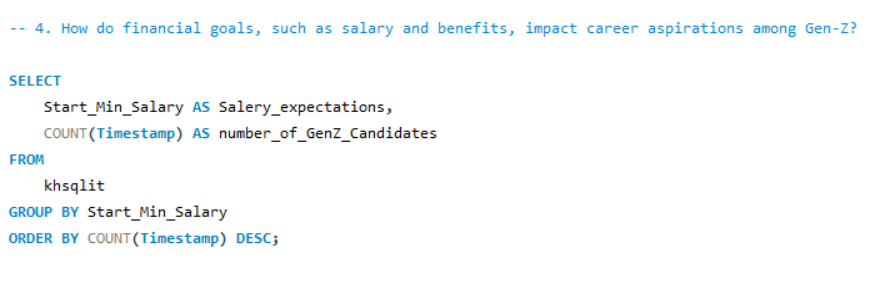 -- 4. How do financial goals, such as salary and benefits, impact career aspirations among Gen-Z?
SELECT
Start_Min_Salary AS Salery_expectations,
COUNT(Timestamp) AS number_of_GenZ_Candidates
FROM
khsqlit
GROUP BY Start_Min_Salary
ORDER BY COUNT(Timestamp) DESC;